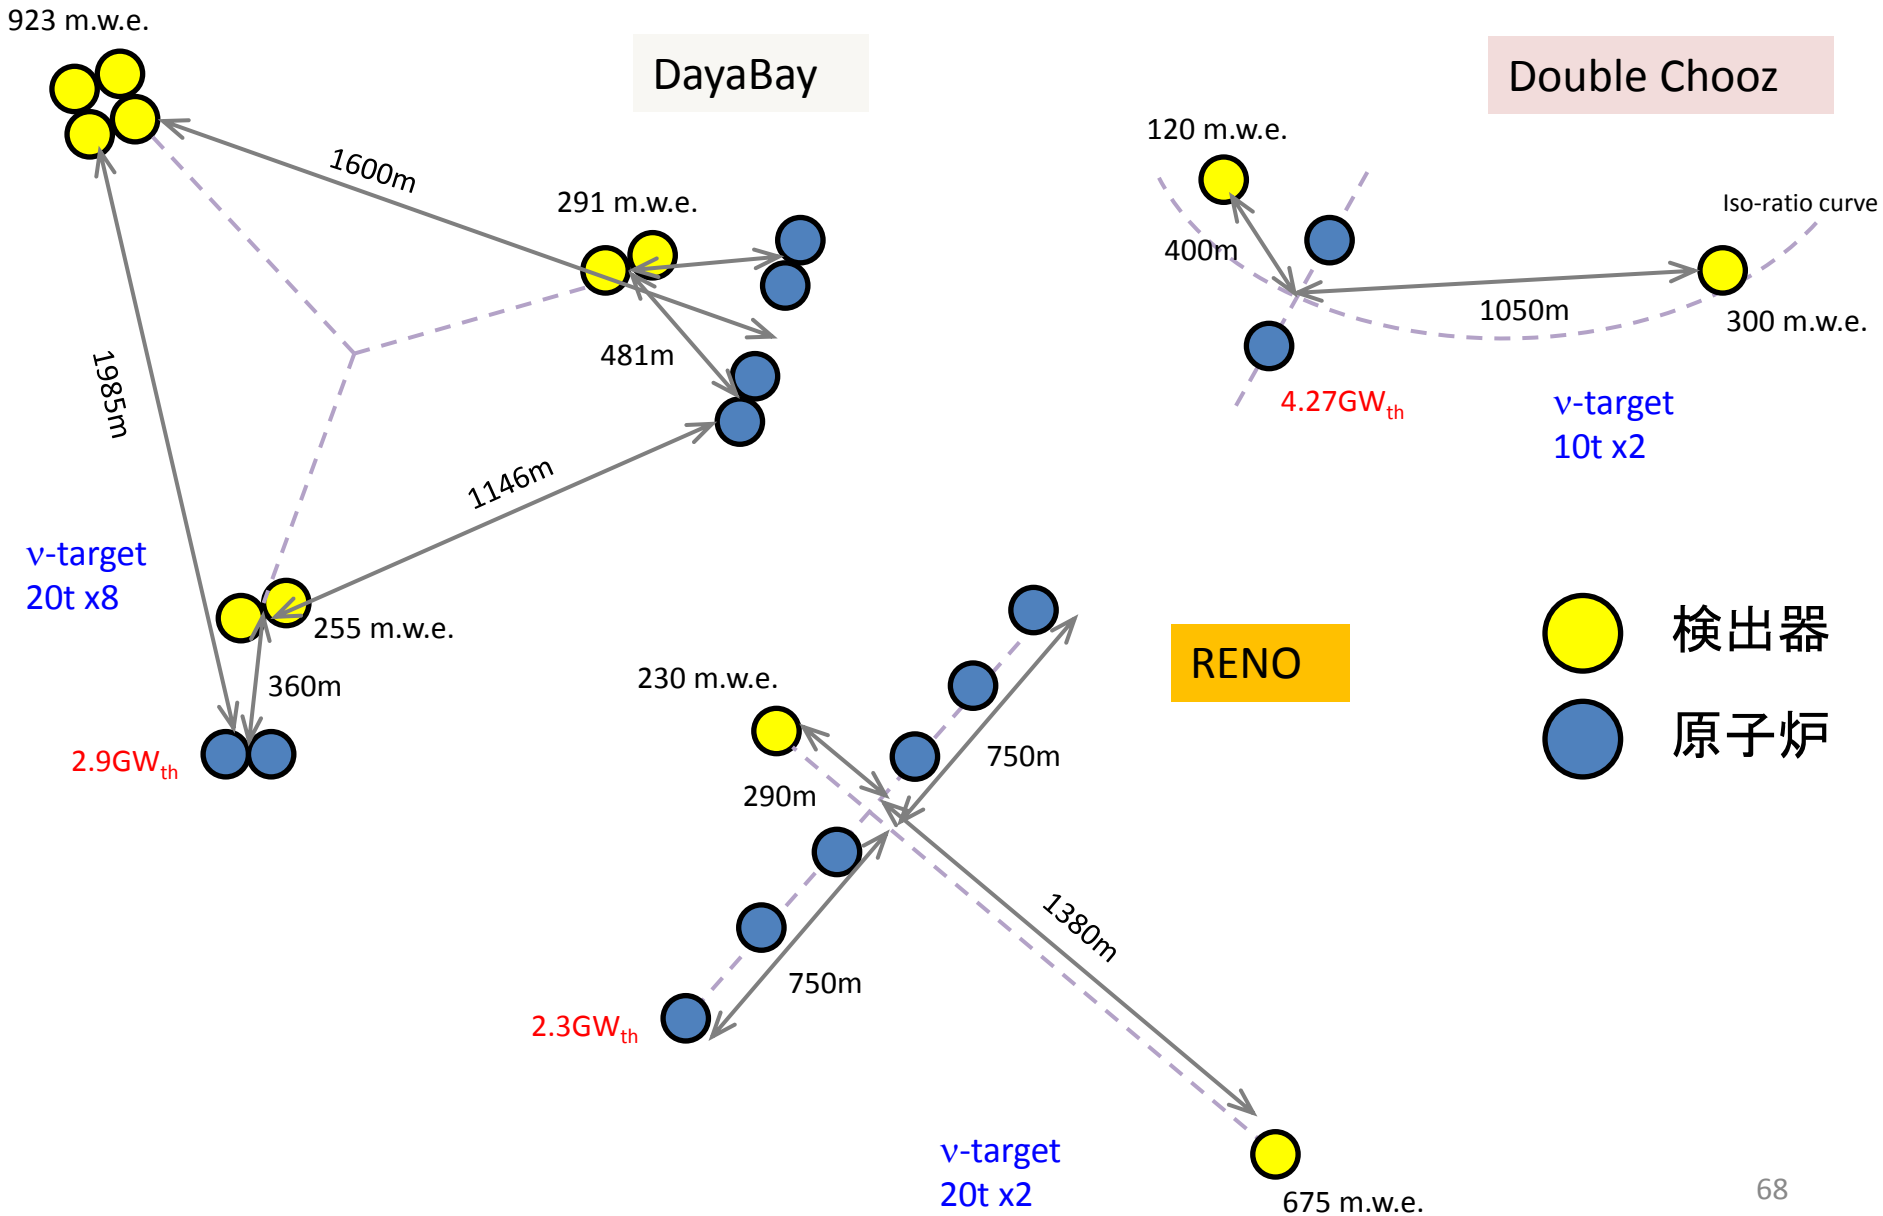 923 m.w.e.
DayaBay
1600m
291 m.w.e.
481m
1985m
1146m
ν-target
20t x8
255 m.w.e.
360m
2.9GWth
Double Chooz
120 m.w.e.
Iso-ratio curve
400m
1050m
300 m.w.e.
4.27GWth
ν-target
10t x2
RENO
230 m.w.e.
750m
290m
1380m
750m
2.3GWth
ν-target
20t x2
675 m.w.e.
検出器
原子炉
68